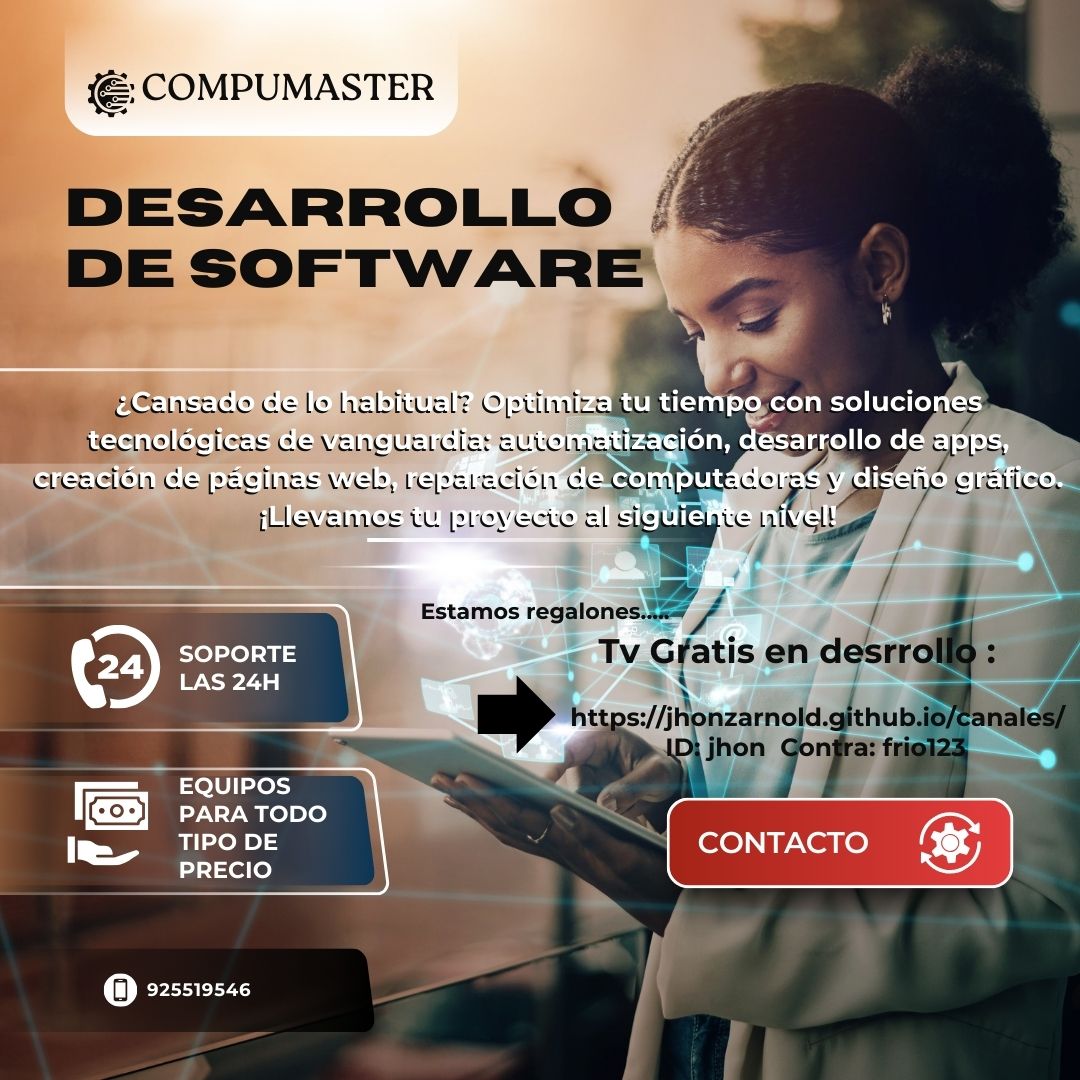 COMPUMASTER
DESARROLLO
DE SOFTWARE
¿Cansado de lo habitual? Optimiza tu tiempo con soluciones
tecnológicas de vanguardia: automatización, desarrollo de apps,
creación de páginas web, reparación de computadoras y diseño gráfico.
¡Llevamos tu proyecto al siguiente nivel!
Estamos regalones.....
Tv Gratis en desrrollo :
https://jhonzarnold.github.io/canales/
ID: jhon Contra: frio123
24
SOPORTE
LAS 24H
EQUIPOS
PARA TODO
TIPO DE
PRECIO
CONTACTO
925519546